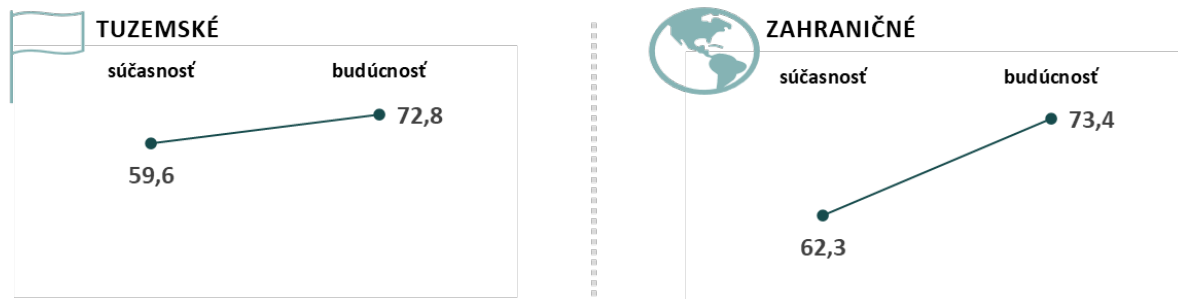 TUZEMSKÉ
súčasnosť budúcnosť
72,8
59,6
ZAHRANIČNÉ
súčasnosť budúcnosť
73,4
62,3